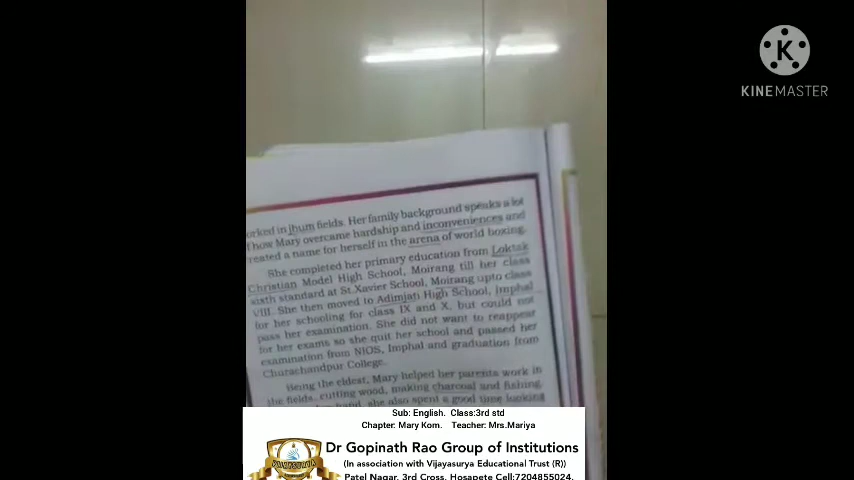 KINEMASTER
orked in jhum fields. Her family background speaks a lot
f how Mary overcame hardship and inconveniences and
reated a name for herself in the arena of world boxing.
She completed her primary education from Loktak
Christian Model High School, Moirang till her class
sixth standard at St.Xavier School, Moirang upto class
VIII. She then moved to Adimjati High School, Imphal
for her schooling for class IX and X, but could not
pass her examination. She did not want to reappear
for her exams so she quit her school and passed her
examination from NIOS, Imphal and graduation from
Churachandpur College.
Being the eldest, Mary helped her parents work in
the fields, cutting wood, making charcoal and fishing.
hand, she also spent a good time looking
Sub: English. Class:3rd std
Chapter: Mary Kom. Teacher: Mrs.Mariya
Dr Gopinath Rao Group of Institutions
(In association with Vijayasurya Educational Trust (R))
Patel Nagar, 3rd Cross, Hosapete Cell:7204855024,